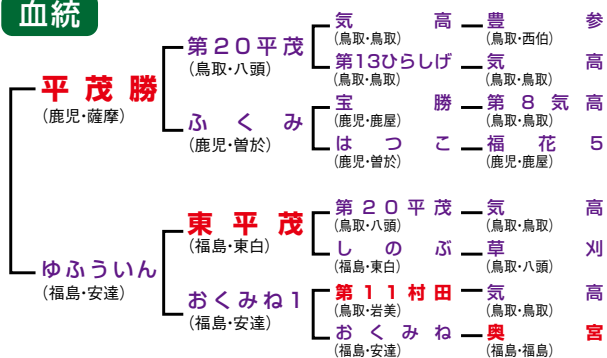 血統
平茂勝
(鹿児・薩摩)
第20平茂
(鳥取・八頭)
気高
(鳥取・鳥取)
豊参
(鳥取・西伯)
第13ひらしげ
(鳥取・鳥取)
気高
(鳥取・鳥取)
ふくみ
(鹿児・曽於)
宝勝
(鹿児・鹿屋)
第8気高
(鳥取・鳥取)
はつこ
(鹿児・曽於)
福花5
(鹿児・鹿屋)
ゆふういん
(福島・安達)
東平茂
(福島・東白)
第20平茂
(鳥取・八頭)
気高
(鳥取・鳥取)
しのぶ
(福島・東白)
草刈
(鳥取・八頭)
おくみね1
(福島・安達)
第11村田
(鳥取・岩美)
気高
(鳥取・鳥取)
おくみね
(福島・安達)
奥宮
(福島・福島)